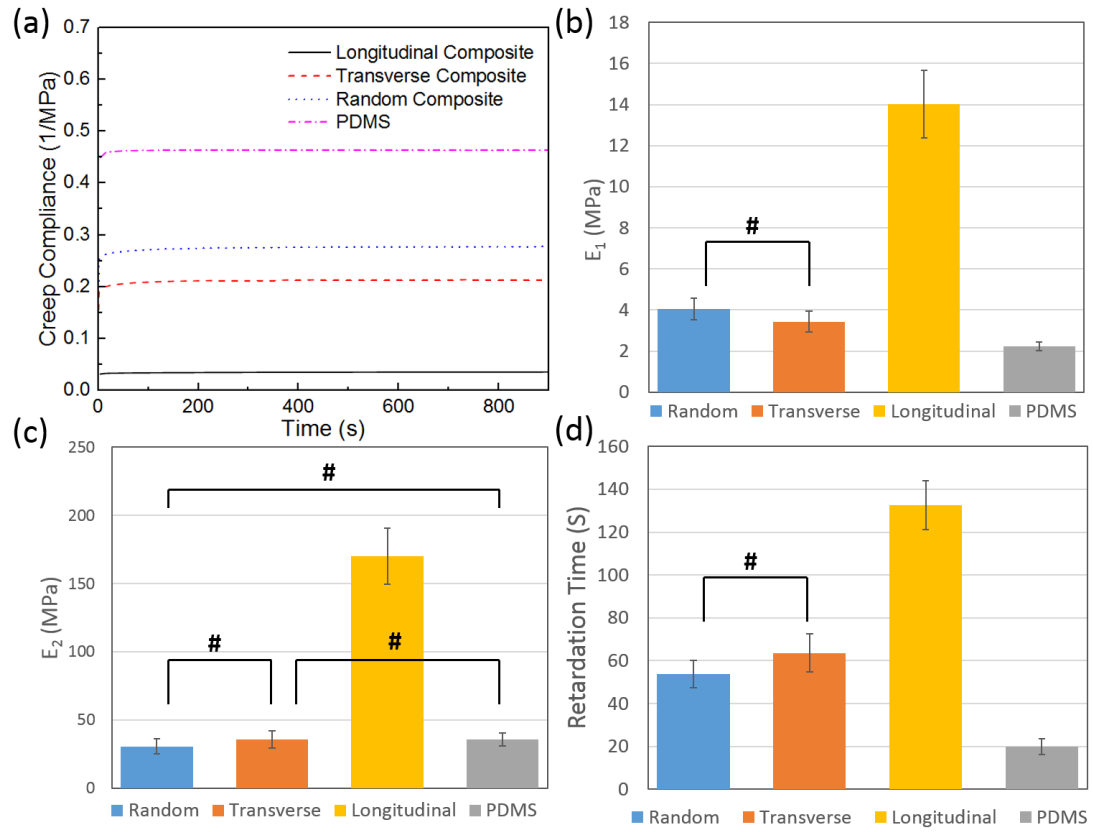 (a)
Creep Compliance (1/MPa)
0.7
0.6
0.5
0.4
0.3
0.2
0.1
0.0
Longitudinal Composite
Transverse Composite
Random Composite
PDMS
0 200 400 600 800
Time (s)
(b)
E1 (MPa)
18
16
14
12
10
8
6
4
2
0
#
Random Transverse Longitudinal PDMS
(c)
E2 (MPa)
250
200
150
100
50
0
#
#
#
Random Transverse Longitudinal PDMS
(d)
Retardation Time (S)
160
140
120
100
80
60
40
20
0
#
Random Transverse Longitudinal PDMS